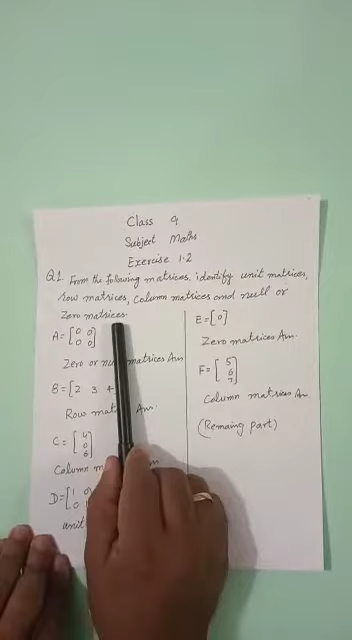 Class 9
Subject Maths
Exercise 1.2
Q1. From the following matrices, identify unit matrices,
row matrices, column matrices and null or
zero matrices.
A = [0 0
0 0]
Zero or matrices Ans
B = [2 3 4
Row Ans.
C = [4
0
6]
Column
D = [1 0
0
unit
E = [0]
Zero matrices Ans.
F = [5
6
7]
Column matrices Ans.
(Remaing part)